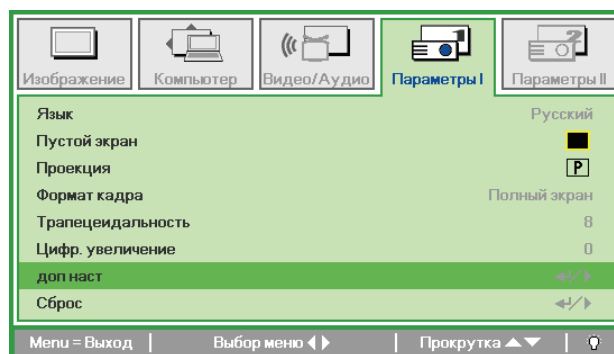 Изображение Компьютер Видео/Аудио Параметры I Параметры II
Язык Русский
Пустой экран
Проекция P
Формат кадра Полный экран
Трапецеидальность 8
Цифр. увеличение 0
доп наст
Сброс
Menu = Выход Выбор меню Прокрутка